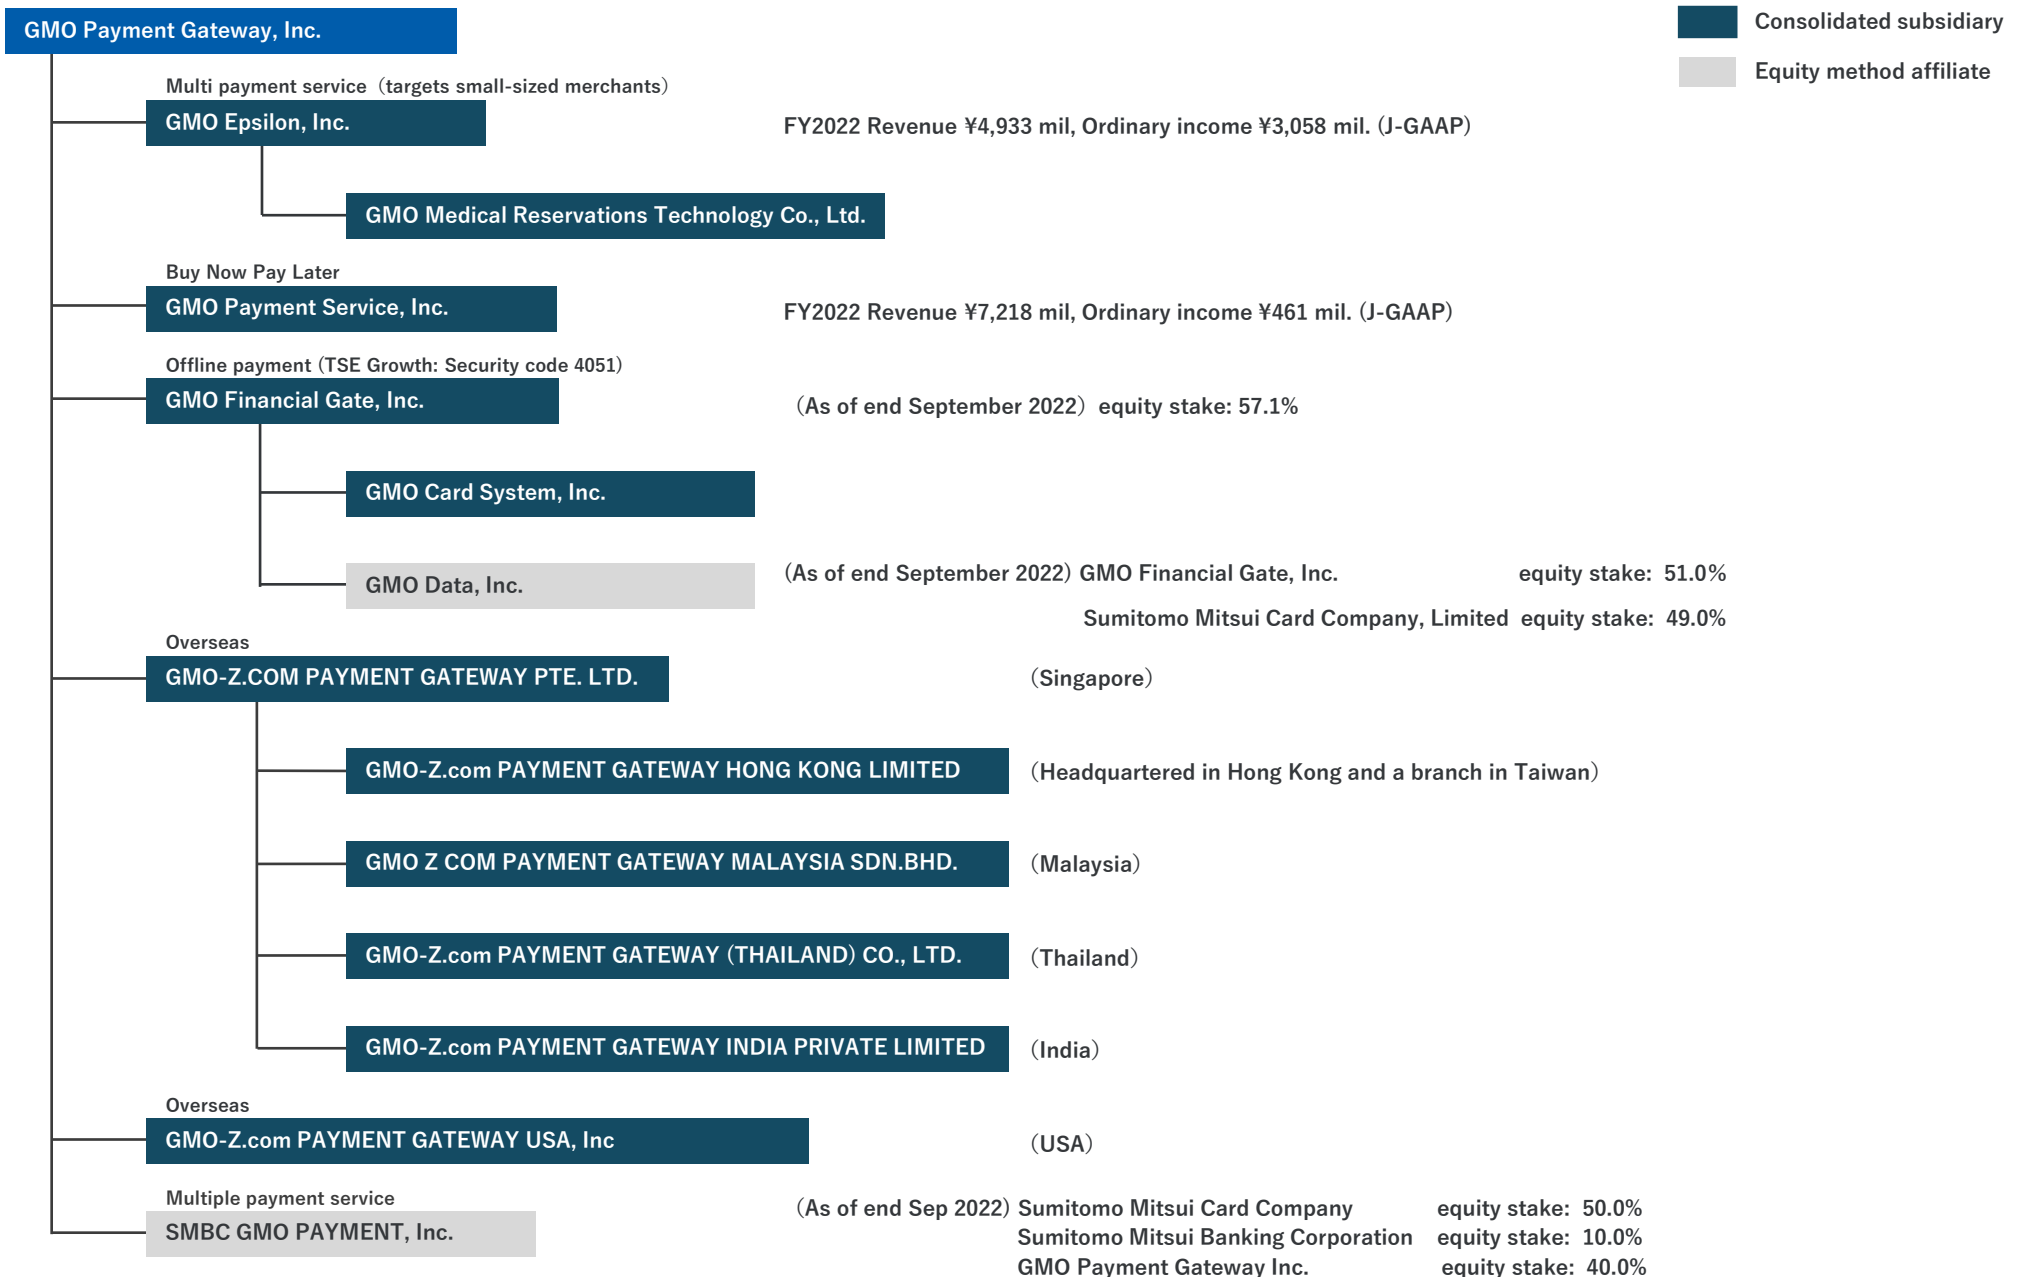 GMO Payment Gateway, Inc.
Consolidated subsidiary
Equity method affiliate
Multi payment service（targets small-sized merchants）
GMO Epsilon, Inc.
FY2022 Revenue ¥4,933 mil, Ordinary income ¥3,058 mil. (J-GAAP)
GMO Medical Reservations Technology Co., Ltd.
Buy Now Pay Later
GMO Payment Service, Inc.
FY2022 Revenue ¥7,218 mil, Ordinary income ¥461 mil. (J-GAAP)
Offline payment (TSE Growth: Security code 4051)
GMO Financial Gate, Inc.
（As of end September 2022）equity stake: 57.1%
GMO Card System, Inc.
GMO Data, Inc.
(As of end September 2022) GMO Financial Gate, Inc. equity stake: 51.0%
Sumitomo Mitsui Card Company, Limited equity stake: 49.0%
Overseas
GMO-Z.COM PAYMENT GATEWAY PTE. LTD.
（Singapore）
GMO-Z.com PAYMENT GATEWAY HONG KONG LIMITED
（Headquartered in Hong Kong and a branch in Taiwan）
GMO Z COM PAYMENT GATEWAY MALAYSIA SDN.BHD.
（Malaysia）
GMO-Z.com PAYMENT GATEWAY (THAILAND) CO., LTD.
（Thailand）
GMO-Z.com PAYMENT GATEWAY INDIA PRIVATE LIMITED
（India）
Overseas
GMO-Z.com PAYMENT GATEWAY USA, Inc
（USA）
Multiple payment service
SMBC GMO PAYMENT, Inc.
（As of end Sep 2022) Sumitomo Mitsui Card Company equity stake: 50.0%
Sumitomo Mitsui Banking Corporation equity stake: 10.0%
GMO Payment Gateway Inc. equity stake: 40.0%